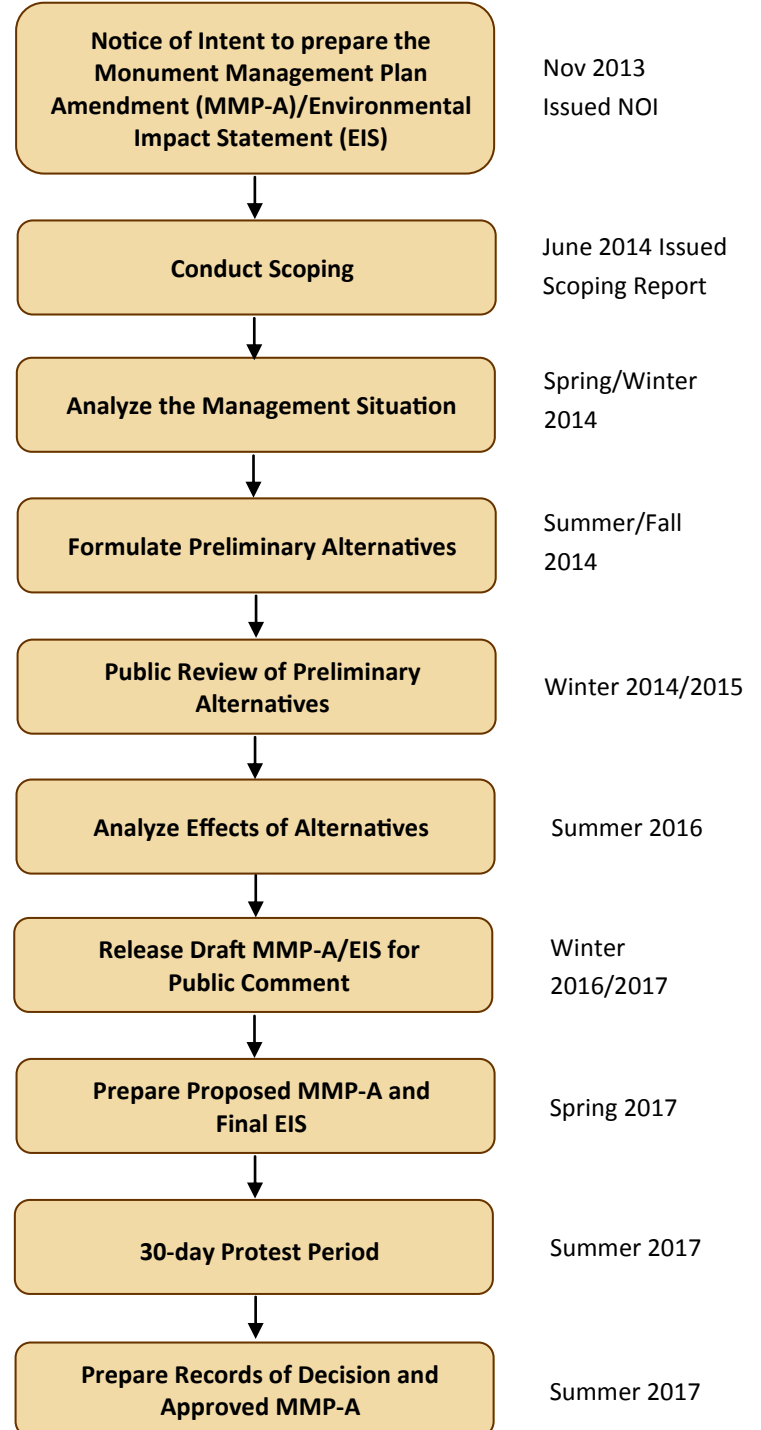 Notice of Intent to prepare the
Monument Management Plan
Amendment (MMP-A)/Environmental
Impact Statement (EIS)
Nov 2013
Issued NOI
Conduct Scoping
June 2014 Issued
Scoping Report
Analyze the Management Situation
Spring/Winter
2014
Formulate Preliminary Alternatives
Summer/Fall
2014
Public Review of Preliminary
Alternatives
Winter 2014/2015
Analyze Effects of Alternatives
Summer 2016
Release Draft MMP-A/EIS for
Public Comment
Winter
2016/2017
Prepare Proposed MMP-A and
Final EIS
Spring 2017
30-day Protest Period
Summer 2017
Prepare Records of Decision and
Approved MMP-A
Summer 2017